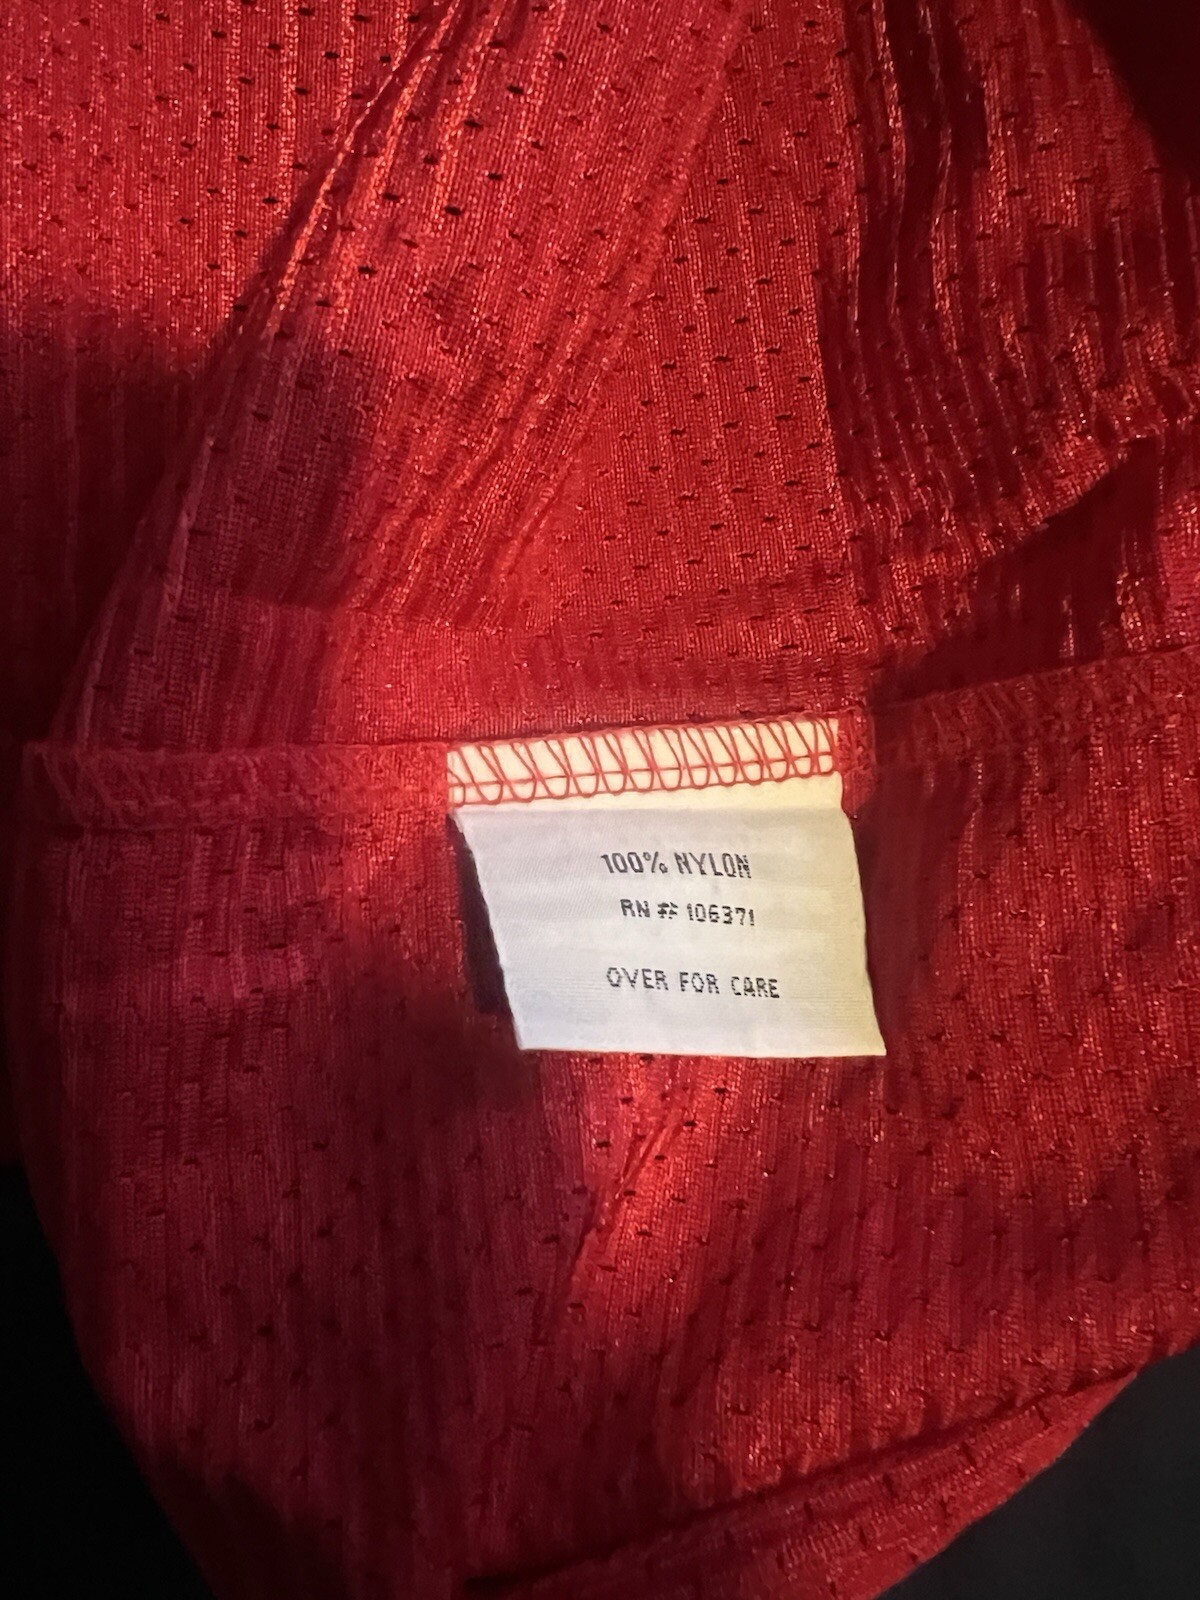 100% NYLON
RN # 106371
OVER FOR CARE